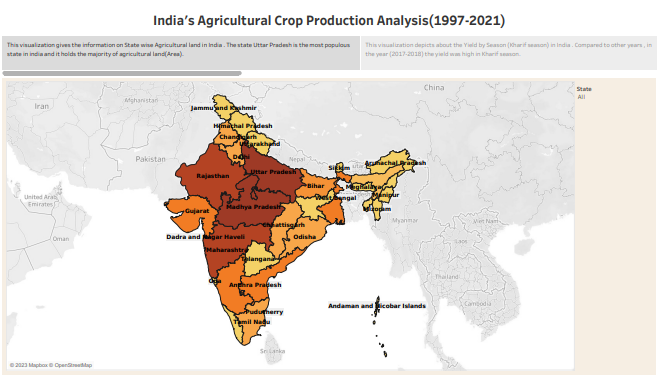 India's Agricultural Crop Production Analysis(1997-2021)
This visualization gives the information on State wise Agricultural land in India . The state Uttar Pradesh is the most populous
state in india and it holds the majority of agricultural land(Area).
This visualization depicts about the Yield by Season (Kharif season) in India . Compared to other years , in
the year (2017-2018) the yield was high in Kharif season.
State
All
China
Iran
Afghanistan
Jammu and Kashmir
Himachal Pradesh
Chandigarh
Uttarakhand
Pakistan
Delhi
Nepal
Arunachal Pradesh
Sikkim
Rajasthan
Uttar Pradesh
Bihar
Meghalaya
Manipur
United Arab
Emirates
West Bengal
Mizoram
Gujarat
Madhya Pradesh
Myanmar
Viet Nam
Chhattisgarh
Oman
Dadra and Nagar Haveli
Odisha
Laos
Maharashtra
Telangana
Thailand
Goa
Andhra Pradesh
Cambodia
Andaman and Nicobar Islands
Puducherry
Tamil Nadu
Sri Lanka
© 2023 Mapbox © OpenStreetMap